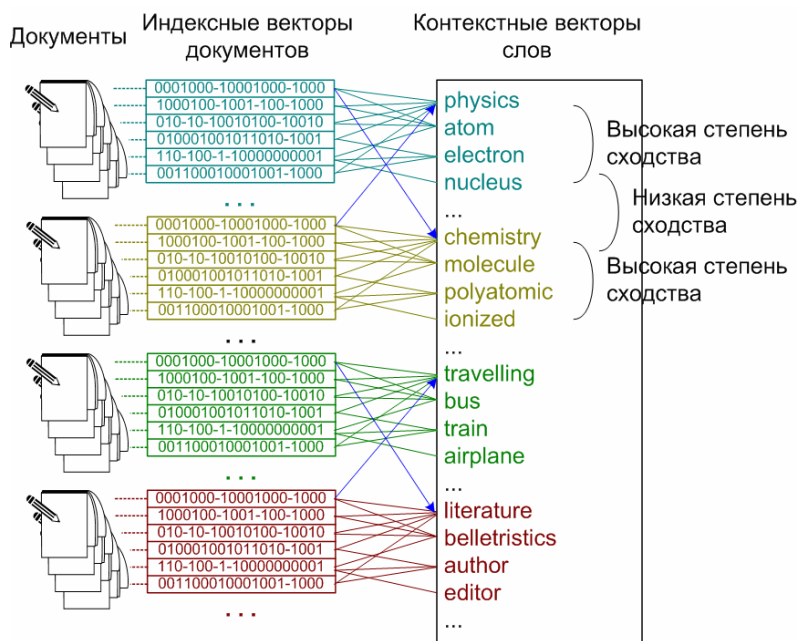 Документы
Индексные векторы
документов
Контекстные векторы
слов
0001000-10001000-1000
1000100-1001-100-1000
010-10-10010100-10010
010001001011010-1001
110-100-1-10000000001
001100010001001-1000
...
physics
atom
electron
nucleus
...
Высокая степень
сходства
Низкая степень
сходства
0001000-10001000-1000
1000100-1001-100-1000
010-10-10010100-10010
010001001011010-1001
110-100-1-10000000001
001100010001001-1000
...
chemistry
molecule
polyatomic
ionized
...
Высокая степень
сходства
0001000-10001000-1000
1000100-1001-100-1000
010-10-10010100-10010
010001001011010-1001
110-100-1-10000000001
001100010001001-1000
...
travelling
bus
train
airplane
...
0001000-10001000-1000
1000100-1001-100-1000
010-10-10010100-10010
010001001011010-1001
110-100-1-10000000001
001100010001001-1000
...
literature
belletristics
author
editor
...